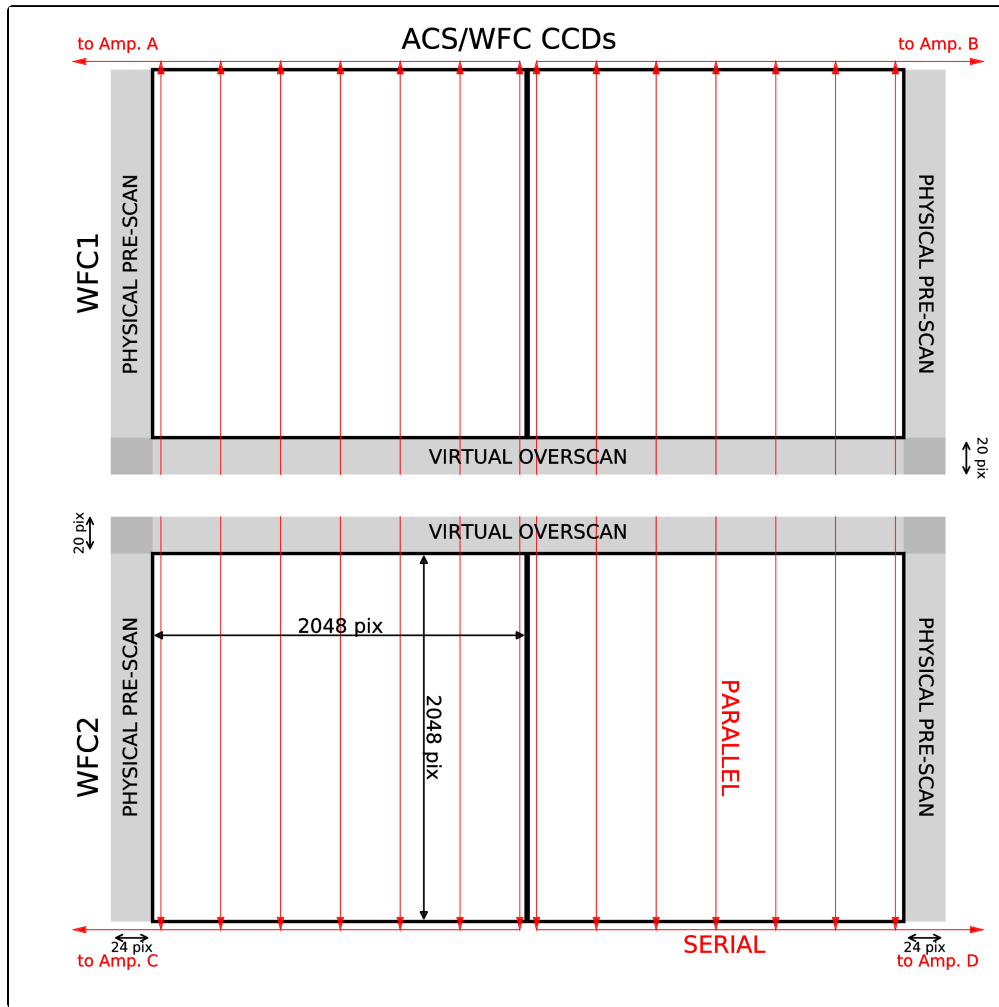 ACS/WFC CCDs
to Amp. A
to Amp. B
WFC1
PHYSICAL PRE-SCAN
PHYSICAL PRE-SCAN
VIRTUAL OVERSCAN
20 pix
20 pix
VIRTUAL OVERSCAN
WFC2
PHYSICAL PRE-SCAN
2048 pix
2048 pix
PARALLEL
PHYSICAL PRE-SCAN
24 pix
SERIAL
24 pix
to Amp. C
to Amp. D